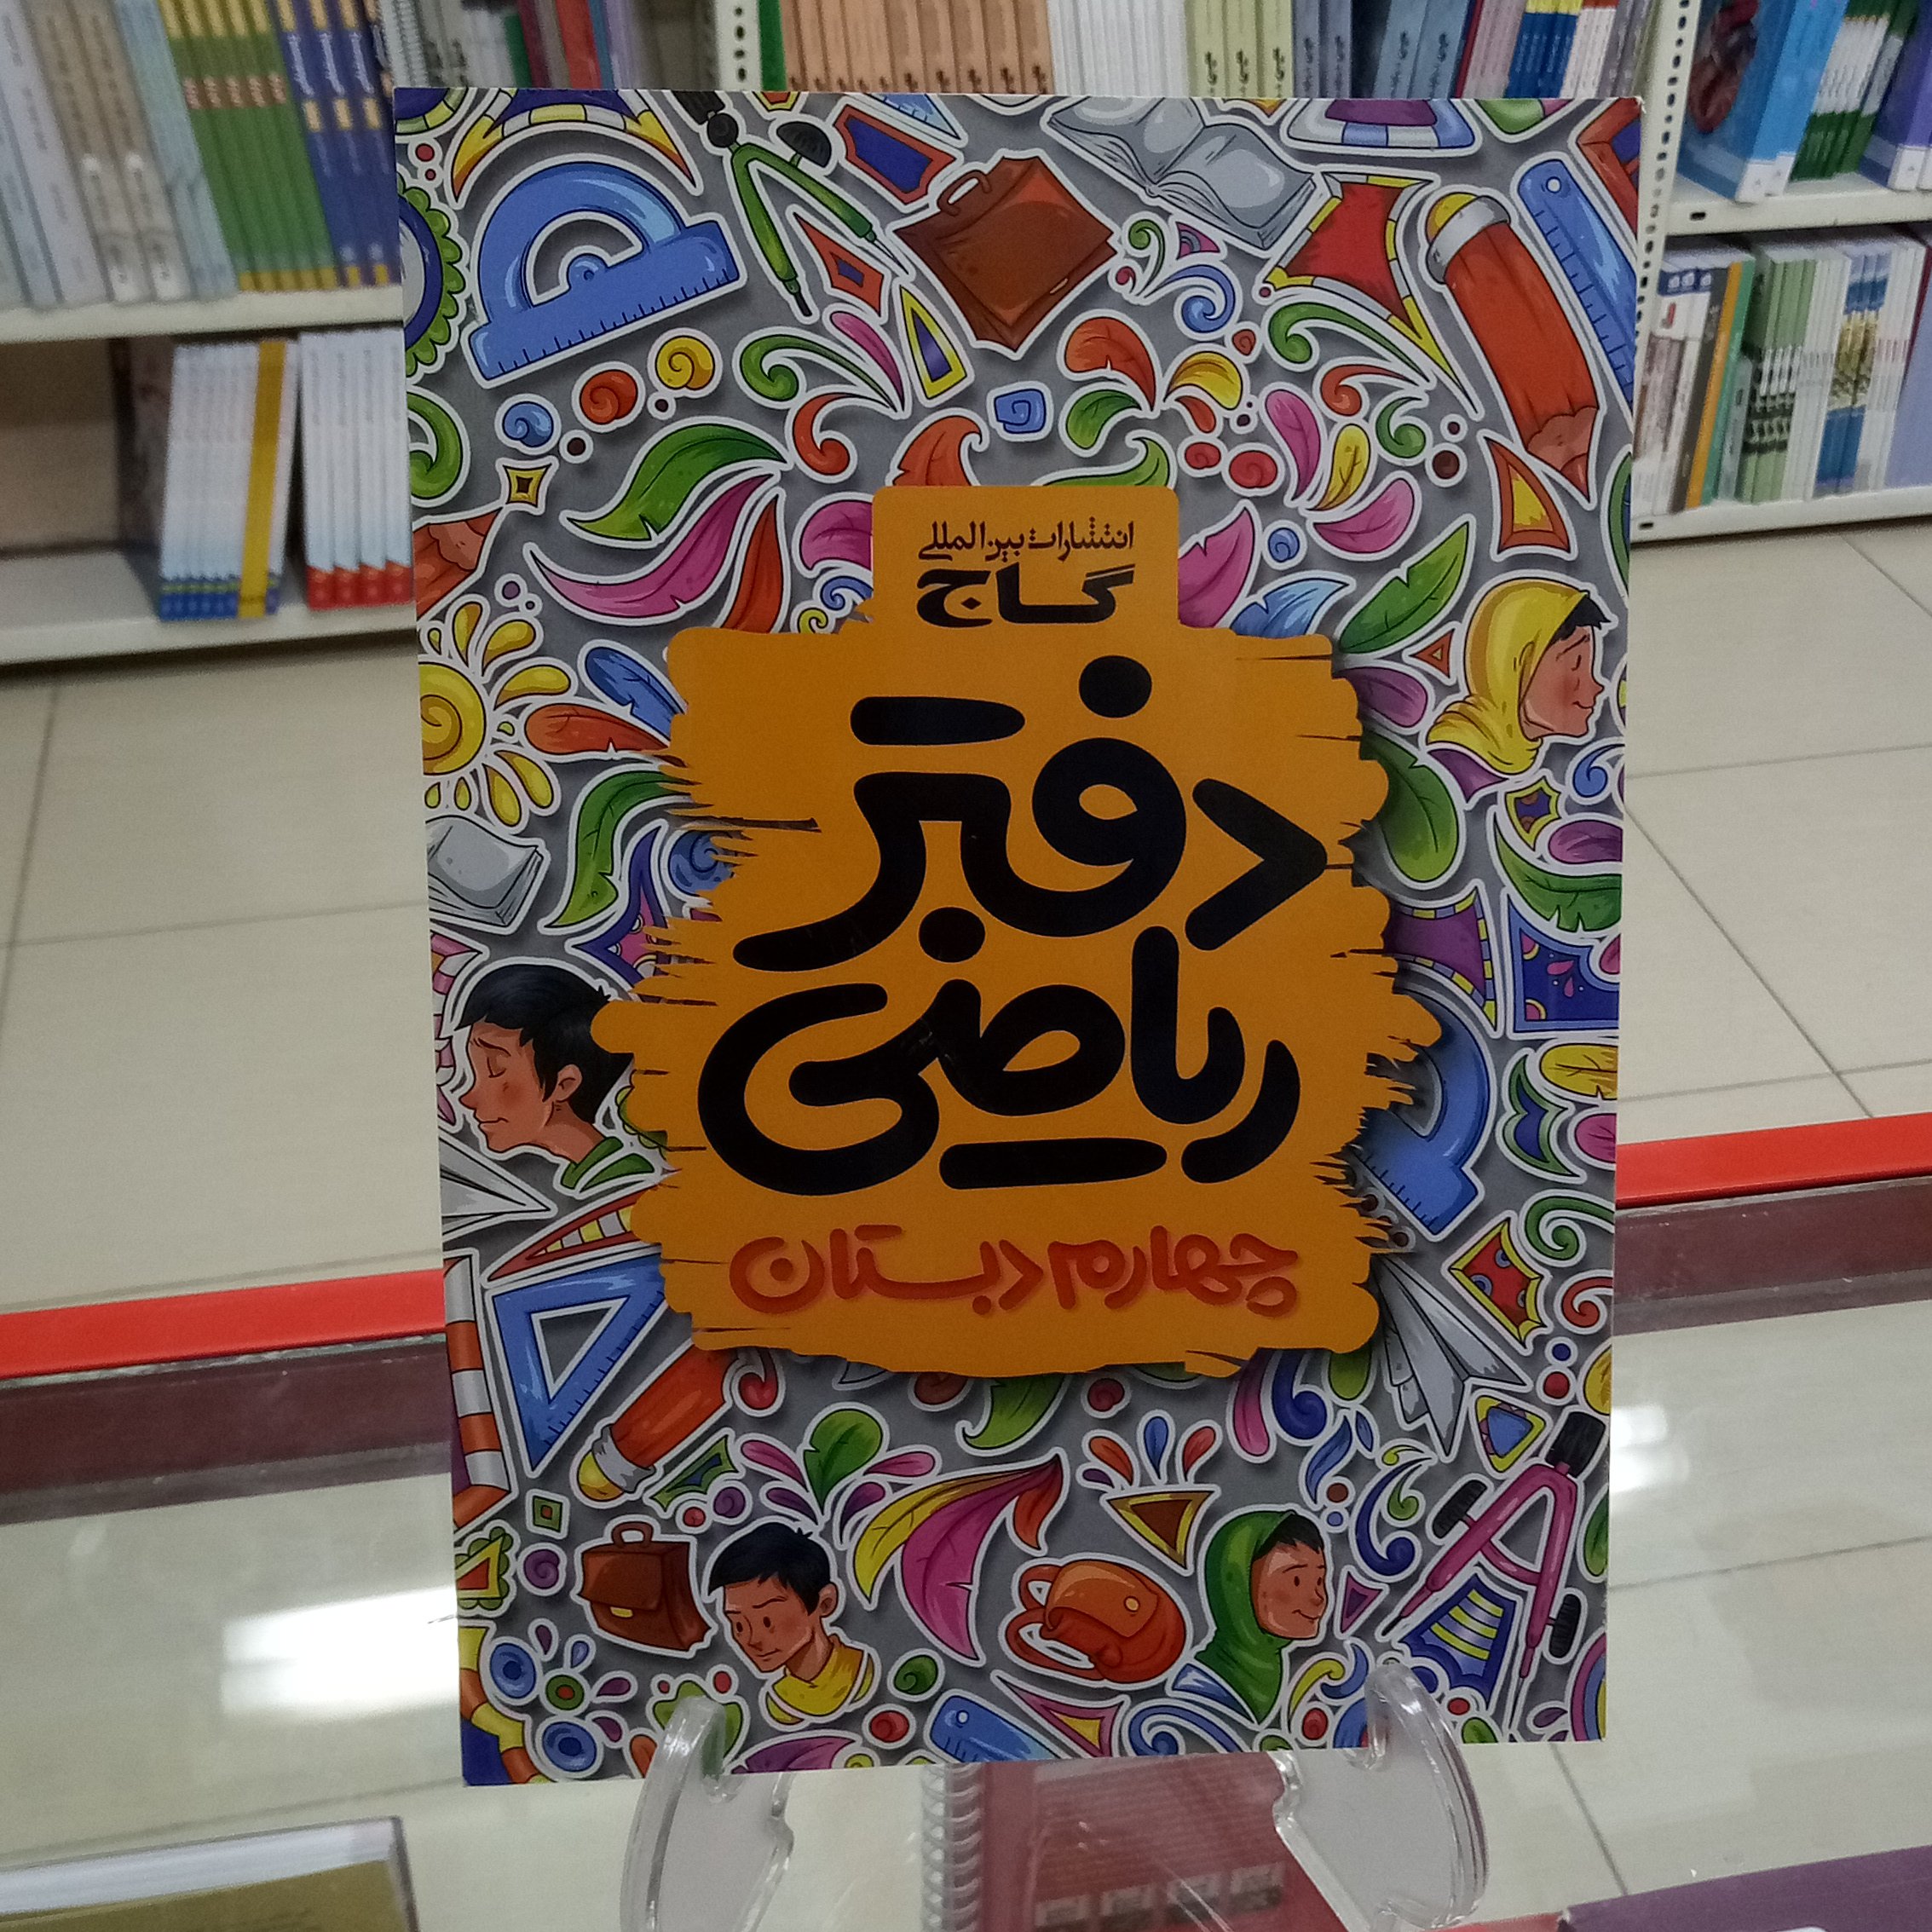 انتشارات بین‌المللی
گاج
دفتر
ریاضی
چهارم دبستان